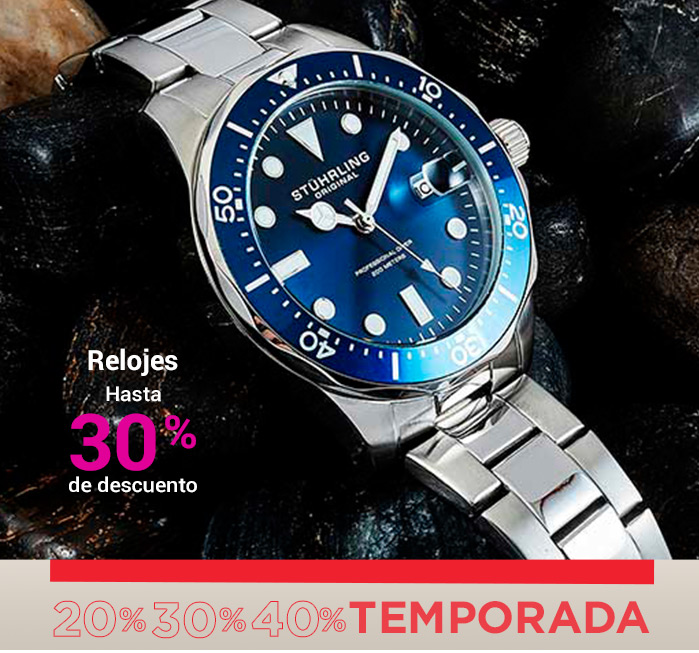 10
20
30
40
50
STÜHRLING
ORIGINAL
PROFESSIONAL DIVER
200 METERS
Relojes
Hasta
30%
de descuento
20%30%40%TEMPORADA